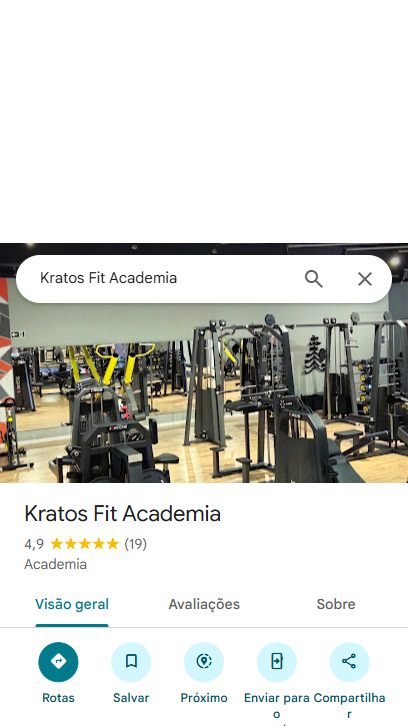 Kratos Fit Academia
Kratos Fit Academia
4,9 (19)
Academia
Visão geral Avaliações Sobre
Rotas Salvar Próximo Enviar para o Compartilhar